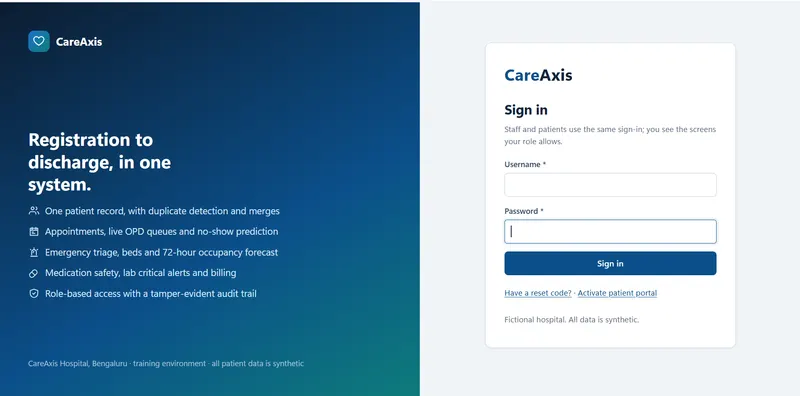 CareAxis
Registration to
discharge, in one
system.
One patient record, with duplicate detection and merges
Appointments, live OPD queues and no-show prediction
Emergency triage, beds and 72-hour occupancy forecast
Medication safety, lab critical alerts and billing
Role-based access with a tamper-evident audit trail
CareAxis Hospital, Bengaluru · training environment · all patient data is synthetic
CareAxis
Sign in
Staff and patients use the same sign-in; you see the screens
your role allows.
Username *
Password *
Sign in
Have a reset code? · Activate patient portal
Fictional hospital. All data is synthetic.